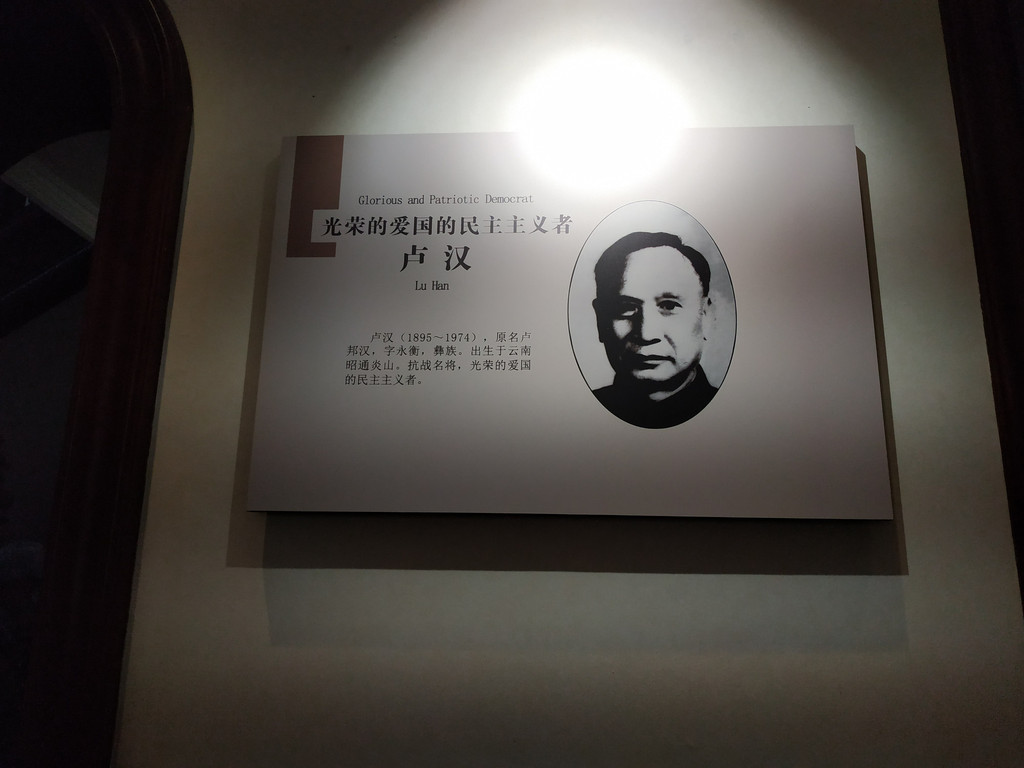 Glorious and Patriotic Democrat
光荣的爱国的民主主义者
卢汉
Lu Han
卢汉（1895～1974），原名卢
邦汉，字永衡，彝族。出生于云南
昭通炎山。抗战名将，光荣的爱国
的民主主义者。